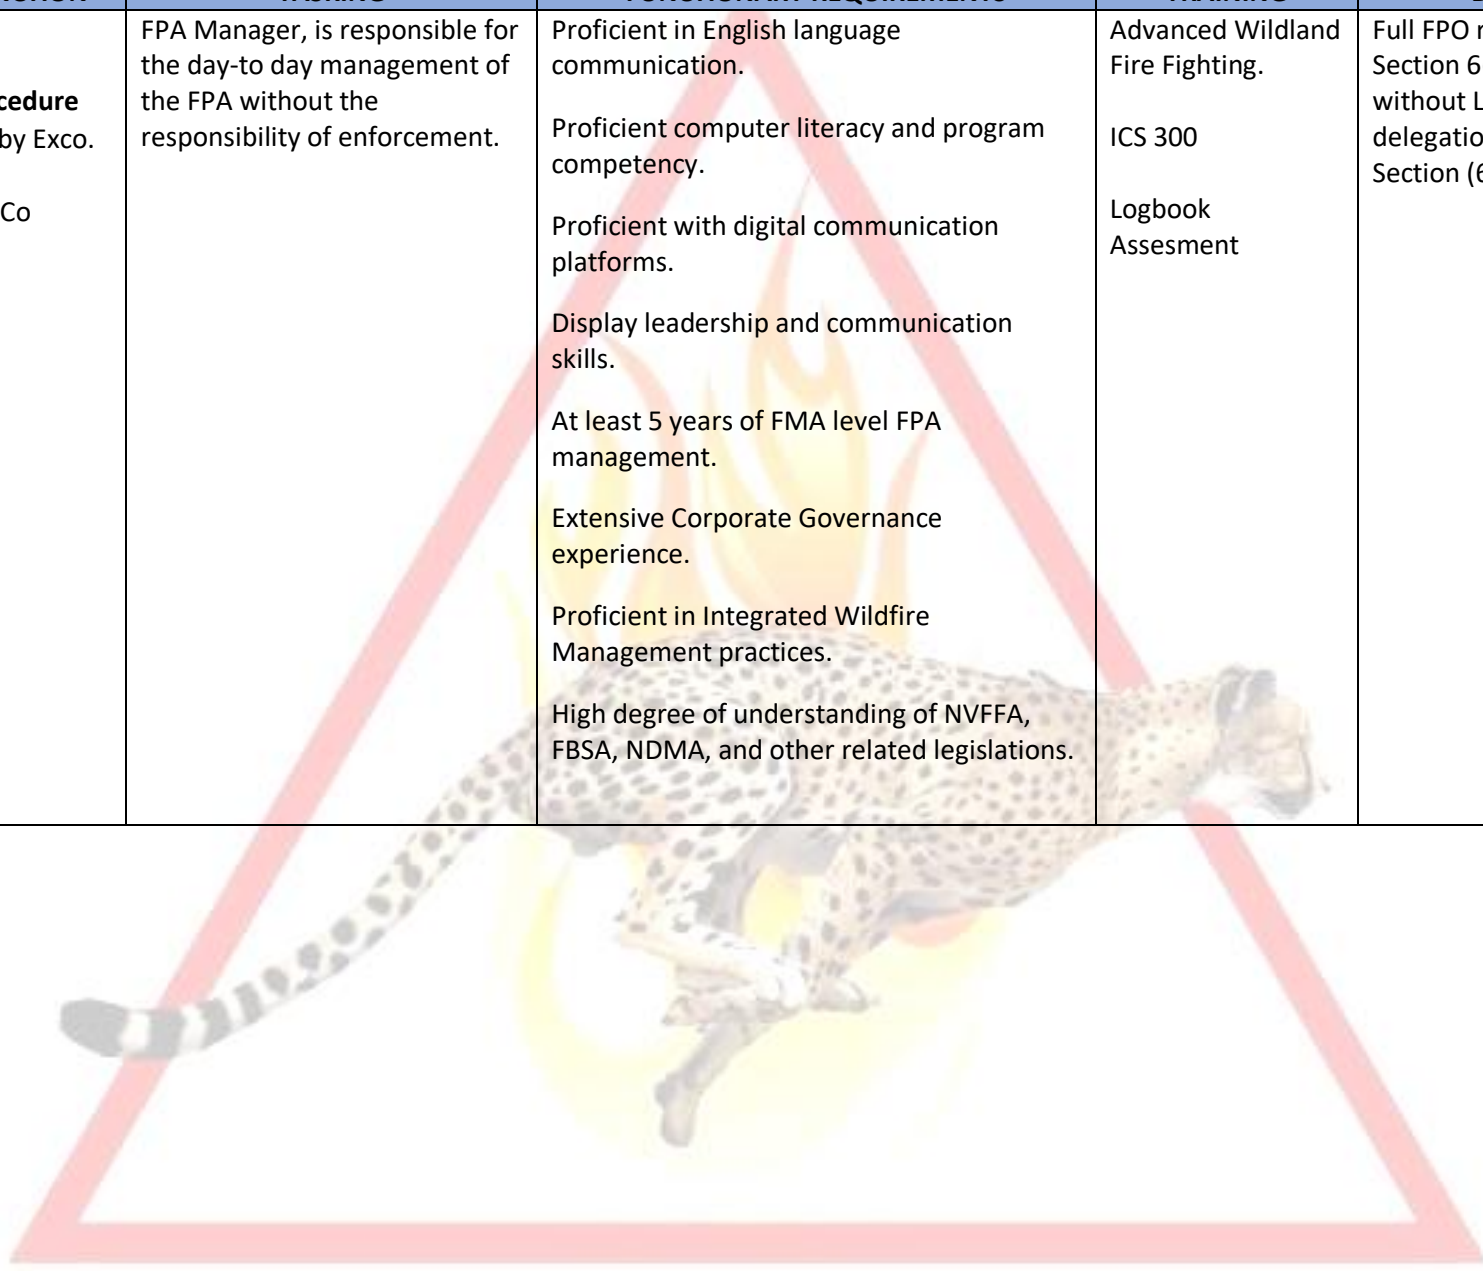 TASKING
FUNCTIONARY REQUIREMENTS
TRAINING
cedure
by Exco.
Co
FPA Manager, is responsible for
the day-to day management of
the FPA without the
responsibility of enforcement.
Proficient in English language
communication.
Proficient computer literacy and program
competency.
Proficient with digital communication
platforms.
Display leadership and communication
skills.
At least 5 years of FMA level FPA
management.
Extensive Corporate Governance
experience.
Proficient in Integrated Wildfire
Management practices.
High degree of understanding of NVFFA,
FBSA, NDMA, and other related legislations.
Advanced Wildland
Fire Fighting.
ICS 300
Logbook
Assesment
Full FPO r
Section 6
without L
delegatio
Section (6